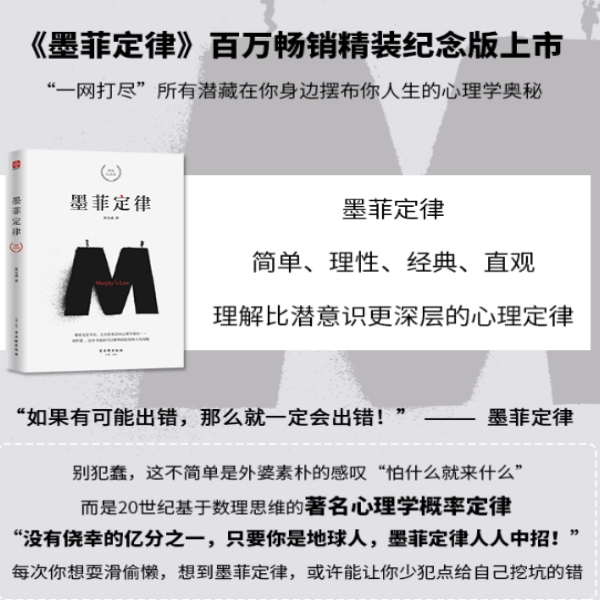 《墨菲定律》百万畅销精装纪念版上市
“一网打尽”所有潜藏在你身边摆布你人生的心理学奥秘
墨菲定律
墨菲定律
Murphy's Law
墨菲定律
简单、理性、经典、直观
理解比潜意识更深层的心理定律
“如果有可能出错，那么就一定会出错！” —— 墨菲定律
别犯蠢，这不简单是外婆素朴的感叹“怕什么就来什么”
而是20世纪基于数理思维的著名心理学概率定律
“没有侥幸的亿分之一，只要你是地球人，墨菲定律人人中招！”
每次你想耍滑偷懒，想到墨菲定律，或许能让你少犯点给自己挖坑的错